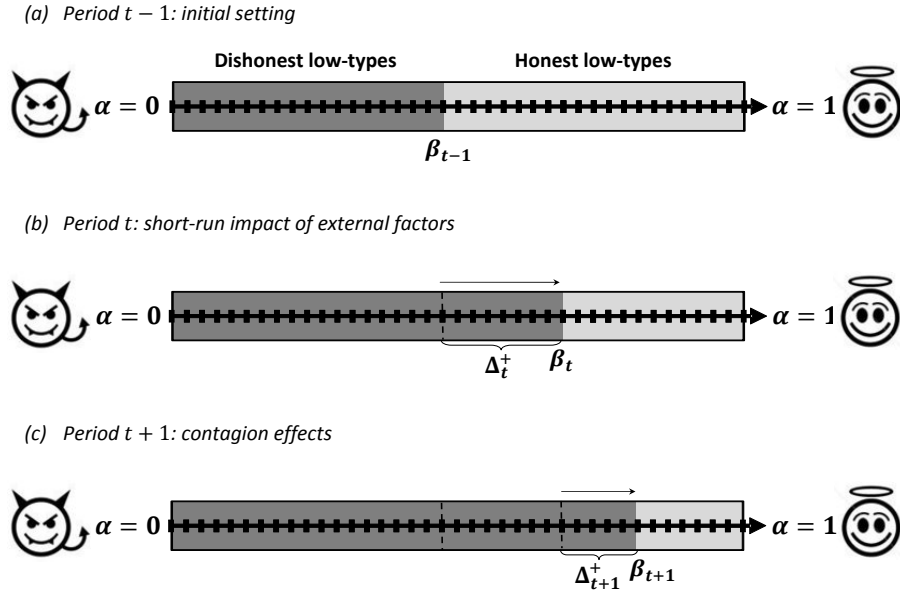 (a) Period t − 1: initial setting
Dishonest low-types Honest low-types
α = 0 α = 1
β_{t−1}
(b) Period t: short-run impact of external factors
α = 0 α = 1
Δ_t^+ β_t
(c) Period t + 1: contagion effects
α = 0 α = 1
Δ_{t+1}^+ β_{t+1}